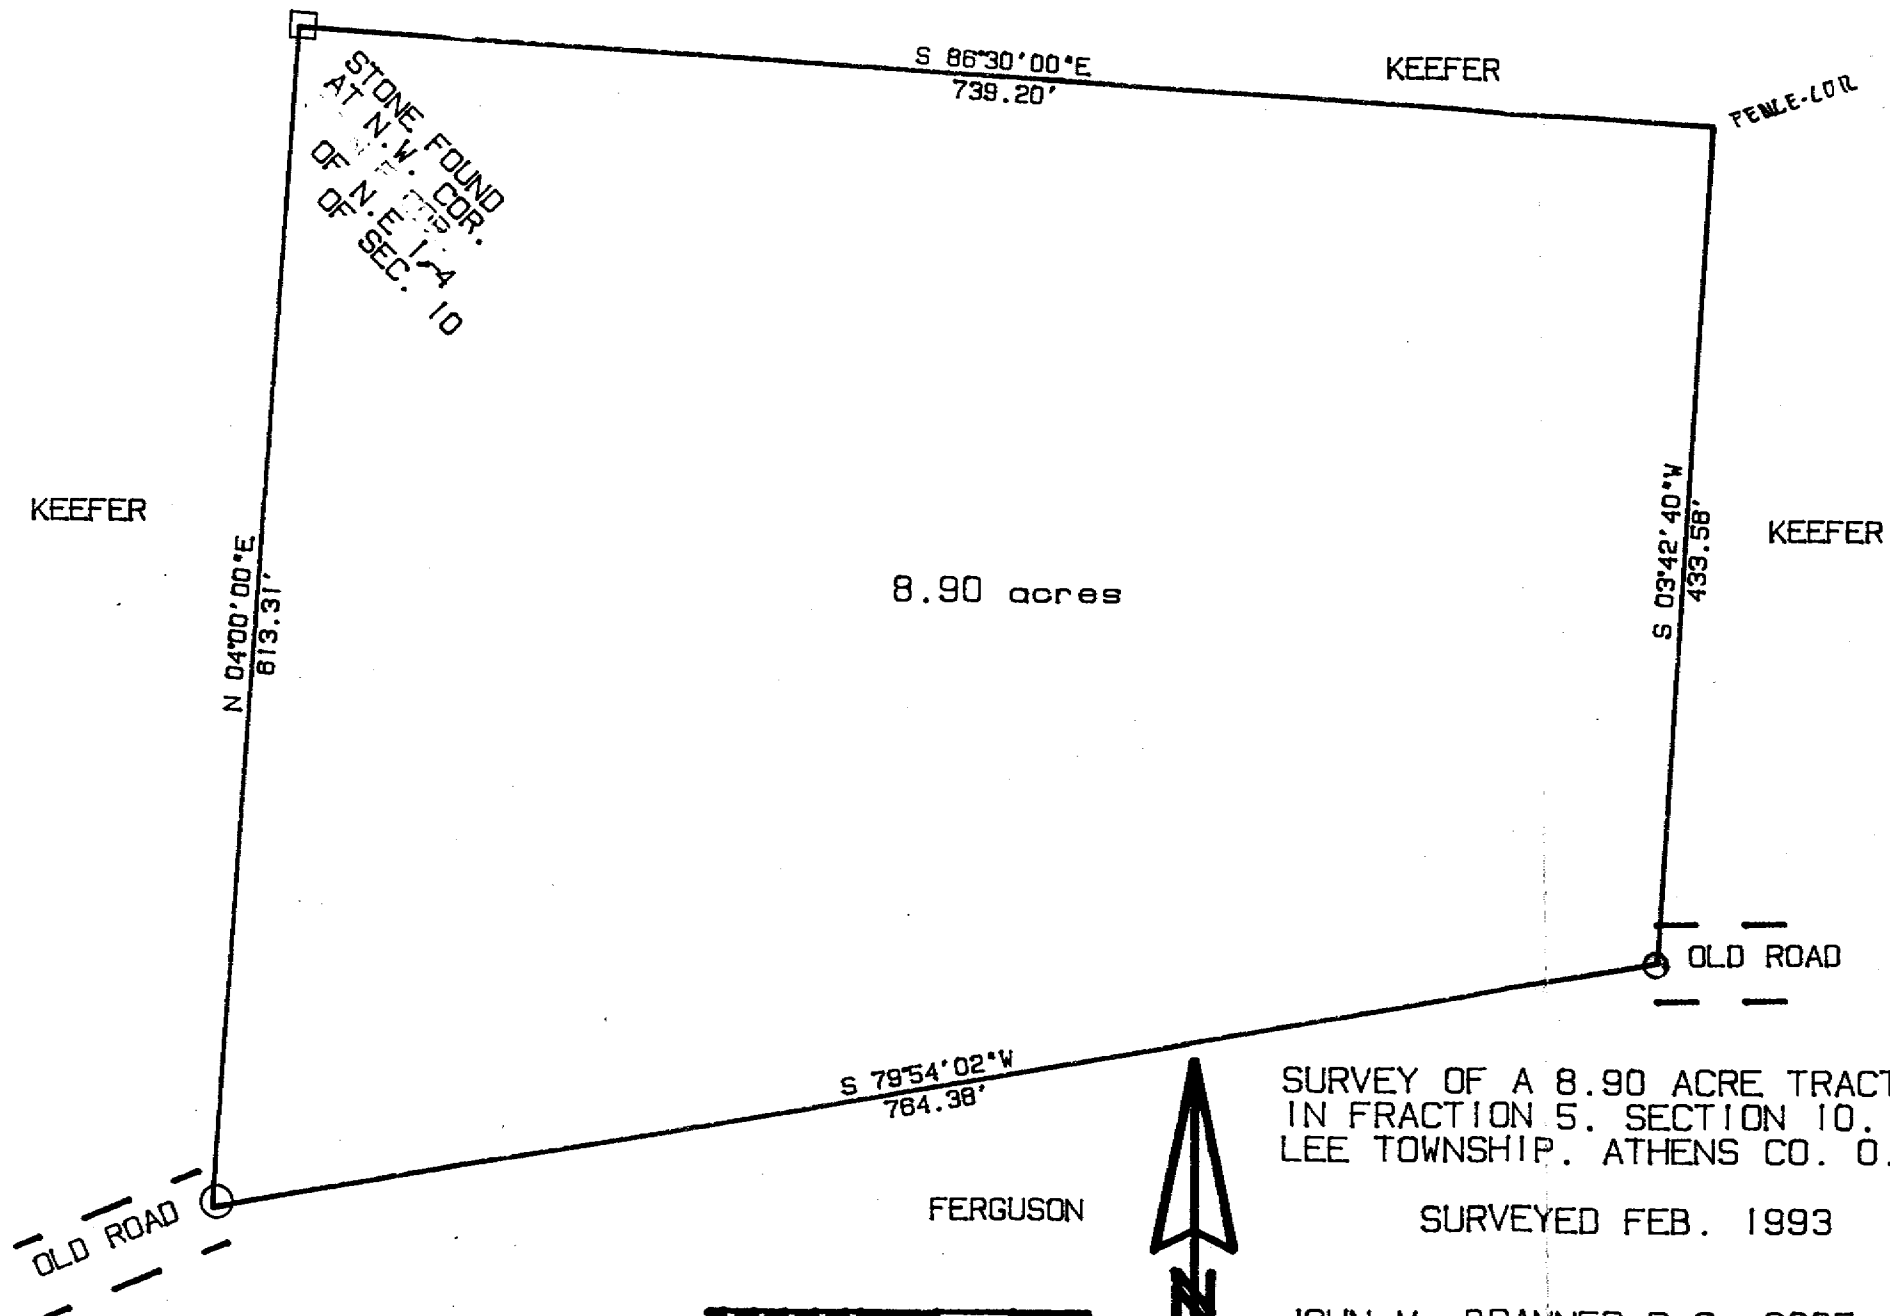 S 86°30'00"E
739.20'
KEEFER
FENCE-COR
STONE FOUND
AT N.W. COR.
OF N.E 1/4
OF SEC. 10
KEEFER
N 04°00'00"E
613.31'
8.90 acres
S 03°42'40"W
433.58'
KEEFER
OLD ROAD
S 79°54'02"W
764.38'
OLD ROAD
FERGUSON
N
SURVEY OF A 8.90 ACRE TRACT
IN FRACTION 5. SECTION 10.
LEE TOWNSHIP. ATHENS CO. O.
SURVEYED FEB. 1993